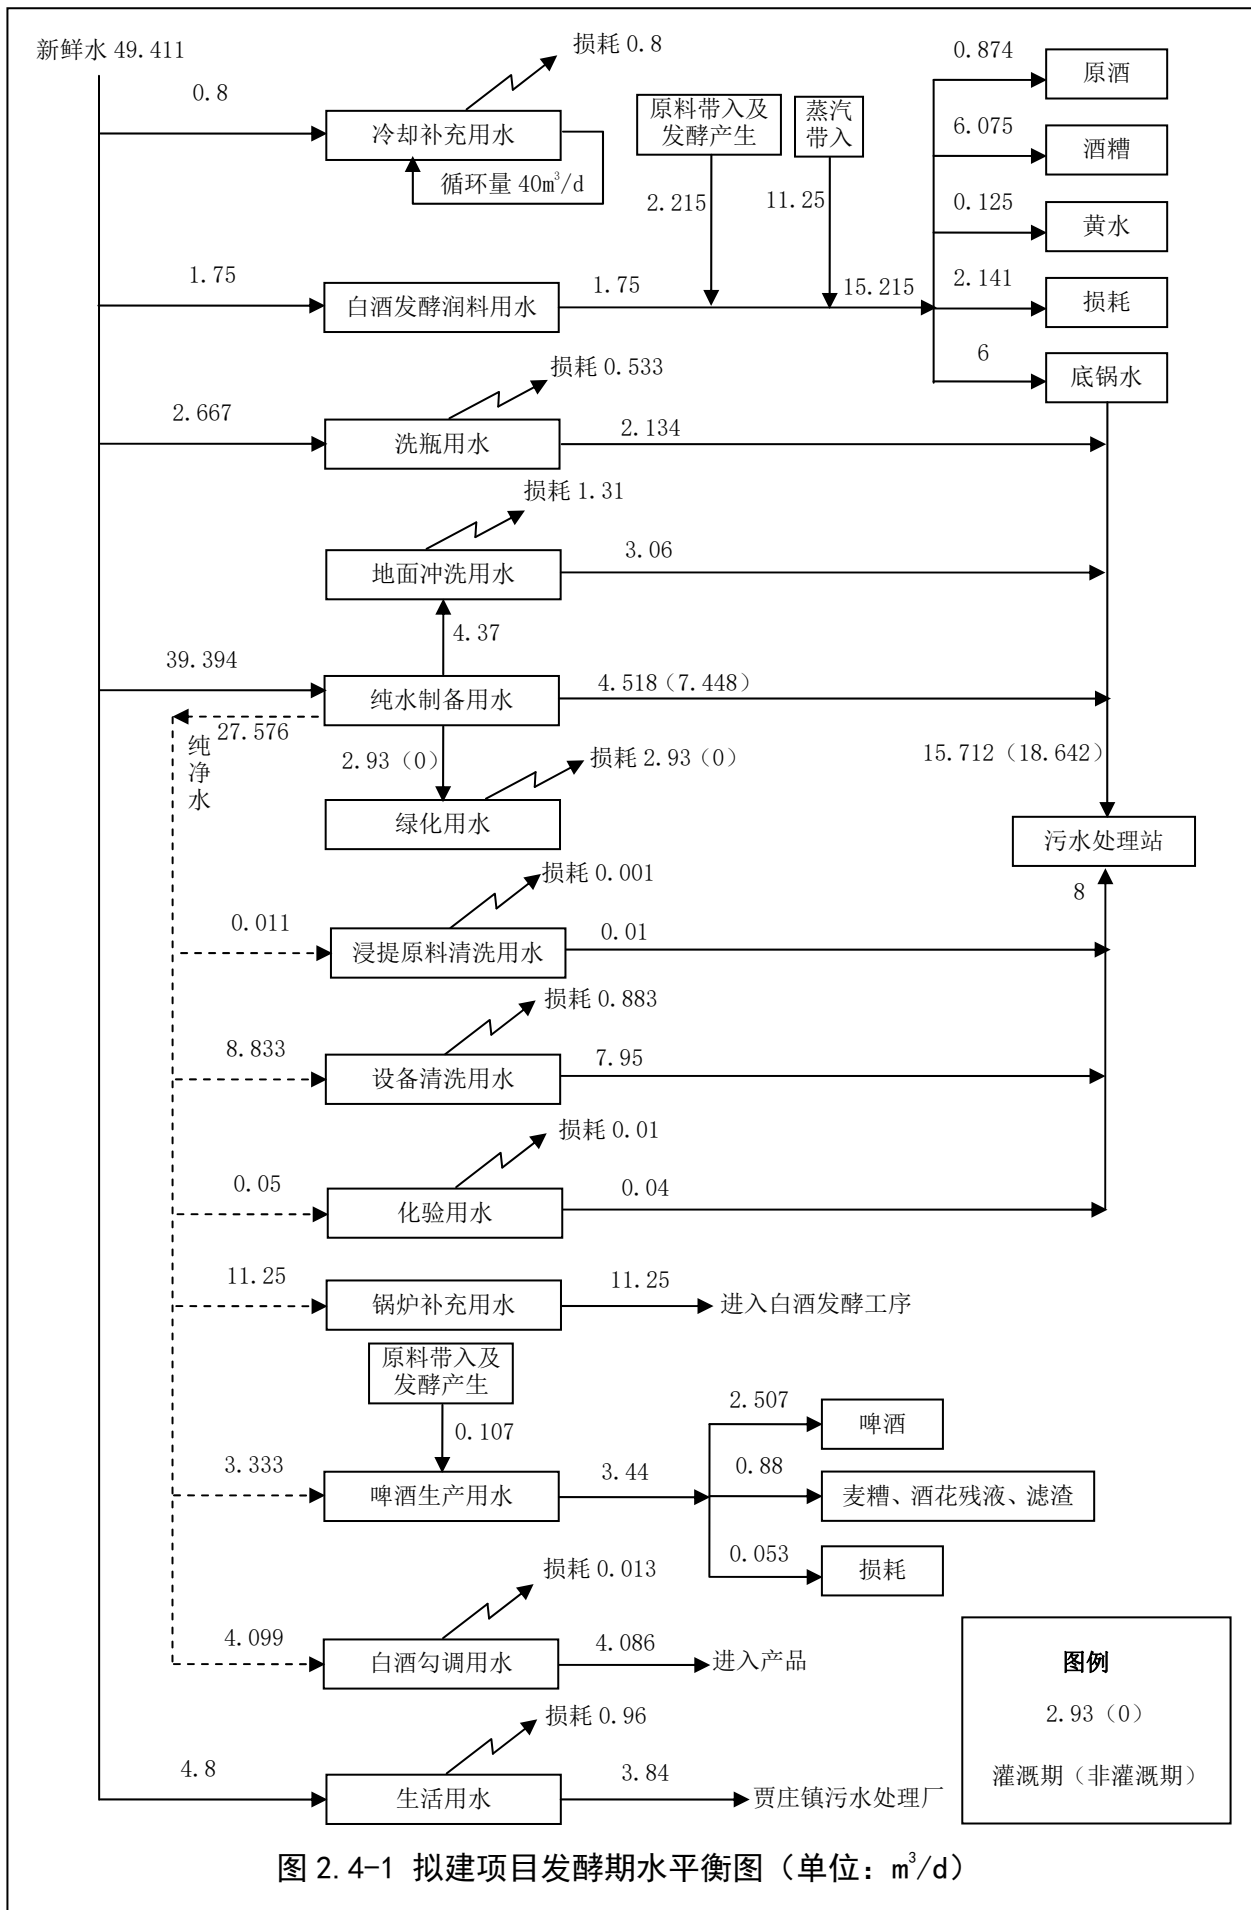 新鲜水 49.411
损耗 0.8
0.8
冷却补充用水
循环量 40m³/d
原料带入及
发酵产生
蒸汽
带入
2.215
11.25
0.874
原酒
6.075
酒糟
0.125
黄水
2.141
损耗
6
底锅水
1.75
白酒发酵润料用水
1.75
15.215
损耗 0.533
2.667
洗瓶用水
2.134
损耗 1.31
地面冲洗用水
3.06
4.37
39.394
纯水制备用水
4.518（7.448）
27.576
纯净水
2.93（0）
损耗 2.93（0）
绿化用水
15.712（18.642）
污水处理站
8
损耗 0.001
0.011
浸提原料清洗用水
0.01
损耗 0.883
8.833
设备清洗用水
7.95
损耗 0.01
0.05
化验用水
0.04
11.25
锅炉补充用水
11.25
进入白酒发酵工序
原料带入及
发酵产生
0.107
3.333
啤酒生产用水
3.44
2.507
啤酒
0.88
麦糟、酒花残液、滤渣
0.053
损耗
损耗 0.013
4.099
白酒勾调用水
4.086
进入产品
损耗 0.96
4.8
生活用水
3.84
贾庄镇污水处理厂
图例
2.93（0）
灌溉期（非灌溉期）
图 2.4-1 拟建项目发酵期水平衡图（单位：m³/d）